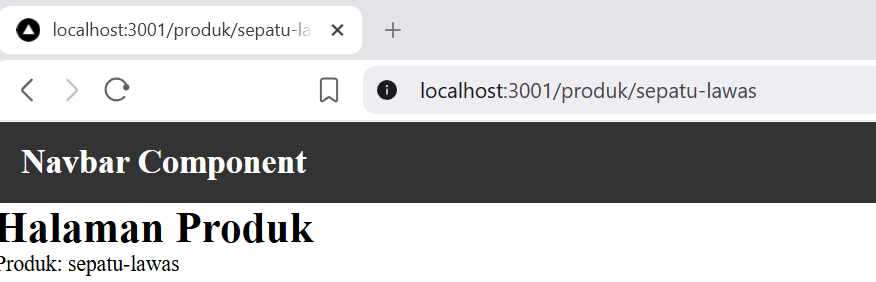 localhost:3001/produk/sepatu-la
localhost:3001/produk/sepatu-lawas
Navbar Component
Halaman Produk
Produk: sepatu-lawas